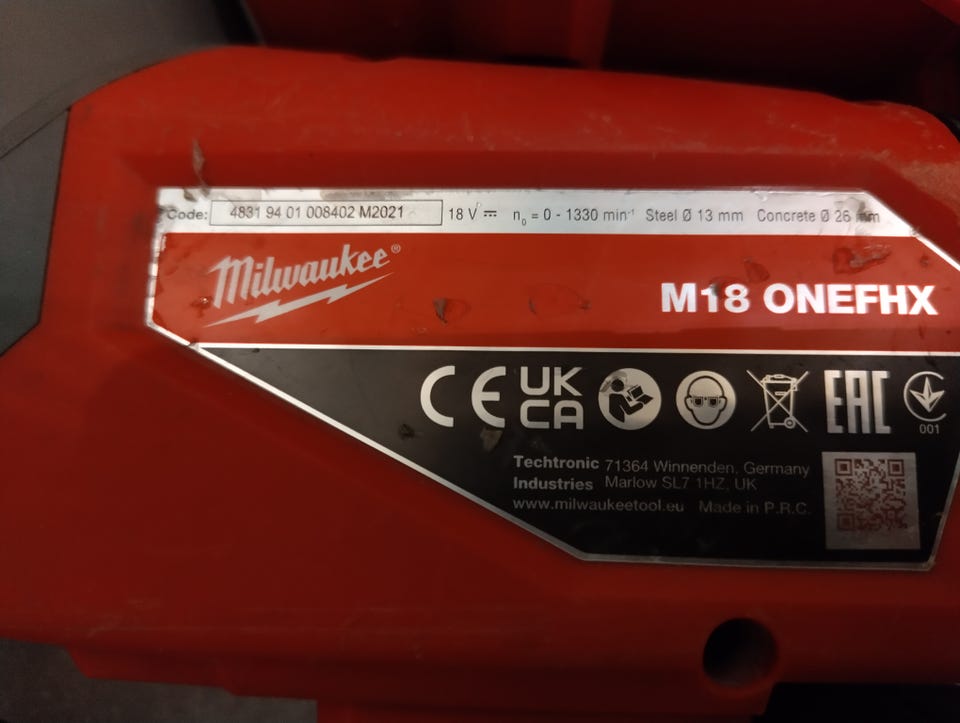 Code: 4831 94 01 008402 M2021 18 V ⎓ n₀ = 0 - 1330 min⁻¹ Steel Ø 13 mm Concrete Ø 26 mm
Milwaukee®
M18 ONEFHX
CE UK CA EAC
001
Techtronic Industries
71364 Winnenden, Germany
Marlow SL7 1HZ, UK
www.milwaukeetool.eu Made in P.R.C.